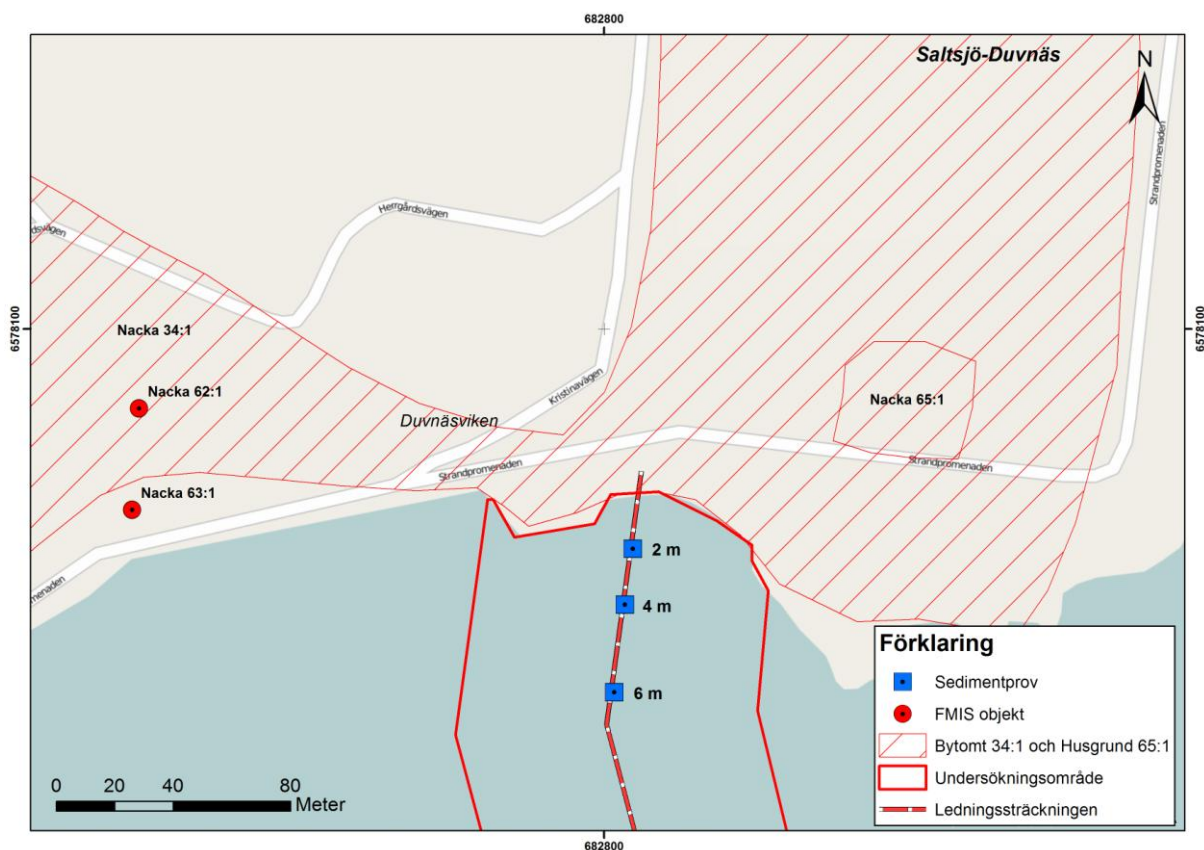 682800
Saltsjö-Duvnäs
N
Strandpromenaden
Herrgårdsvägen
dsvägen
6578100
6578100
Nacka 34:1
Kristinavägen
Nacka 62:1
Nacka 65:1
Duvnäsviken
Strandpromenaden
Strandpromenaden
Nacka 63:1
2 m
menaden
4 m
Förklaring
Sedimentprov
6 m
FMIS objekt
Bytomt 34:1 och Husgrund 65:1
Undersökningsområde
0 20 40 80
Meter
Ledningssträckningen
682800